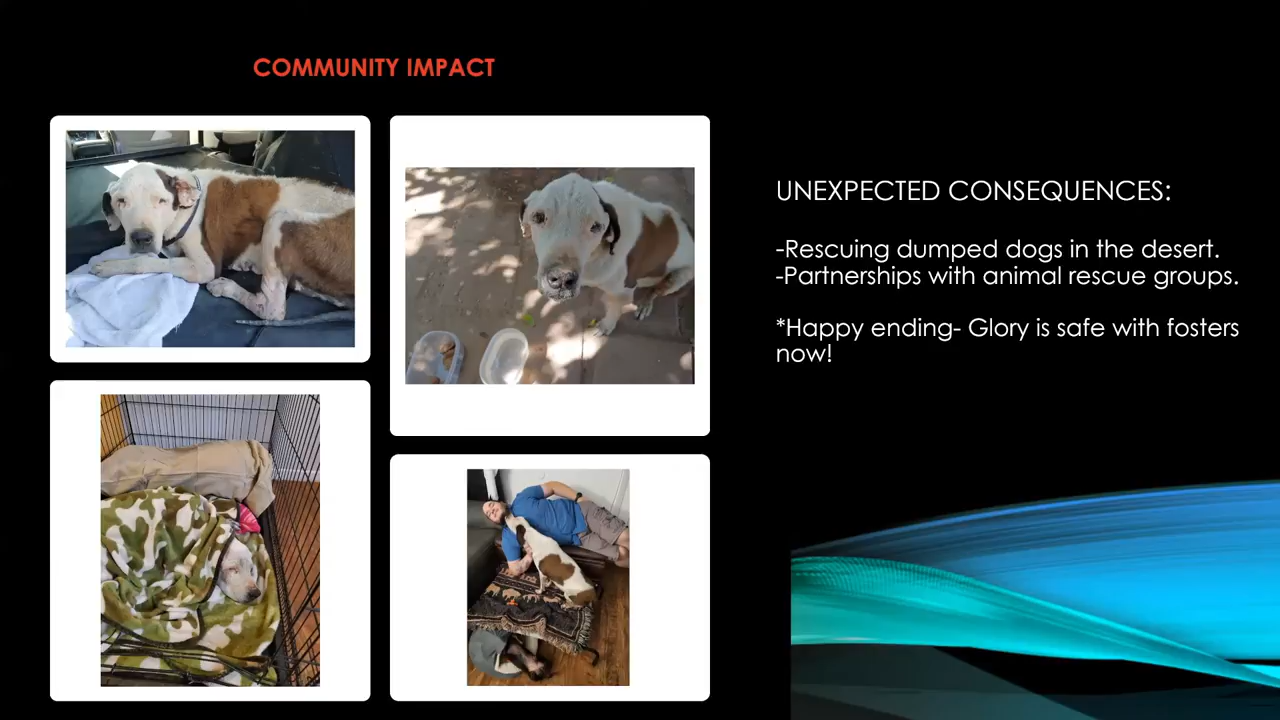 COMMUNITY IMPACT
UNEXPECTED CONSEQUENCES:
-Rescuing dumped dogs in the desert.
-Partnerships with animal rescue groups.
*Happy ending- Glory is safe with fosters
now!